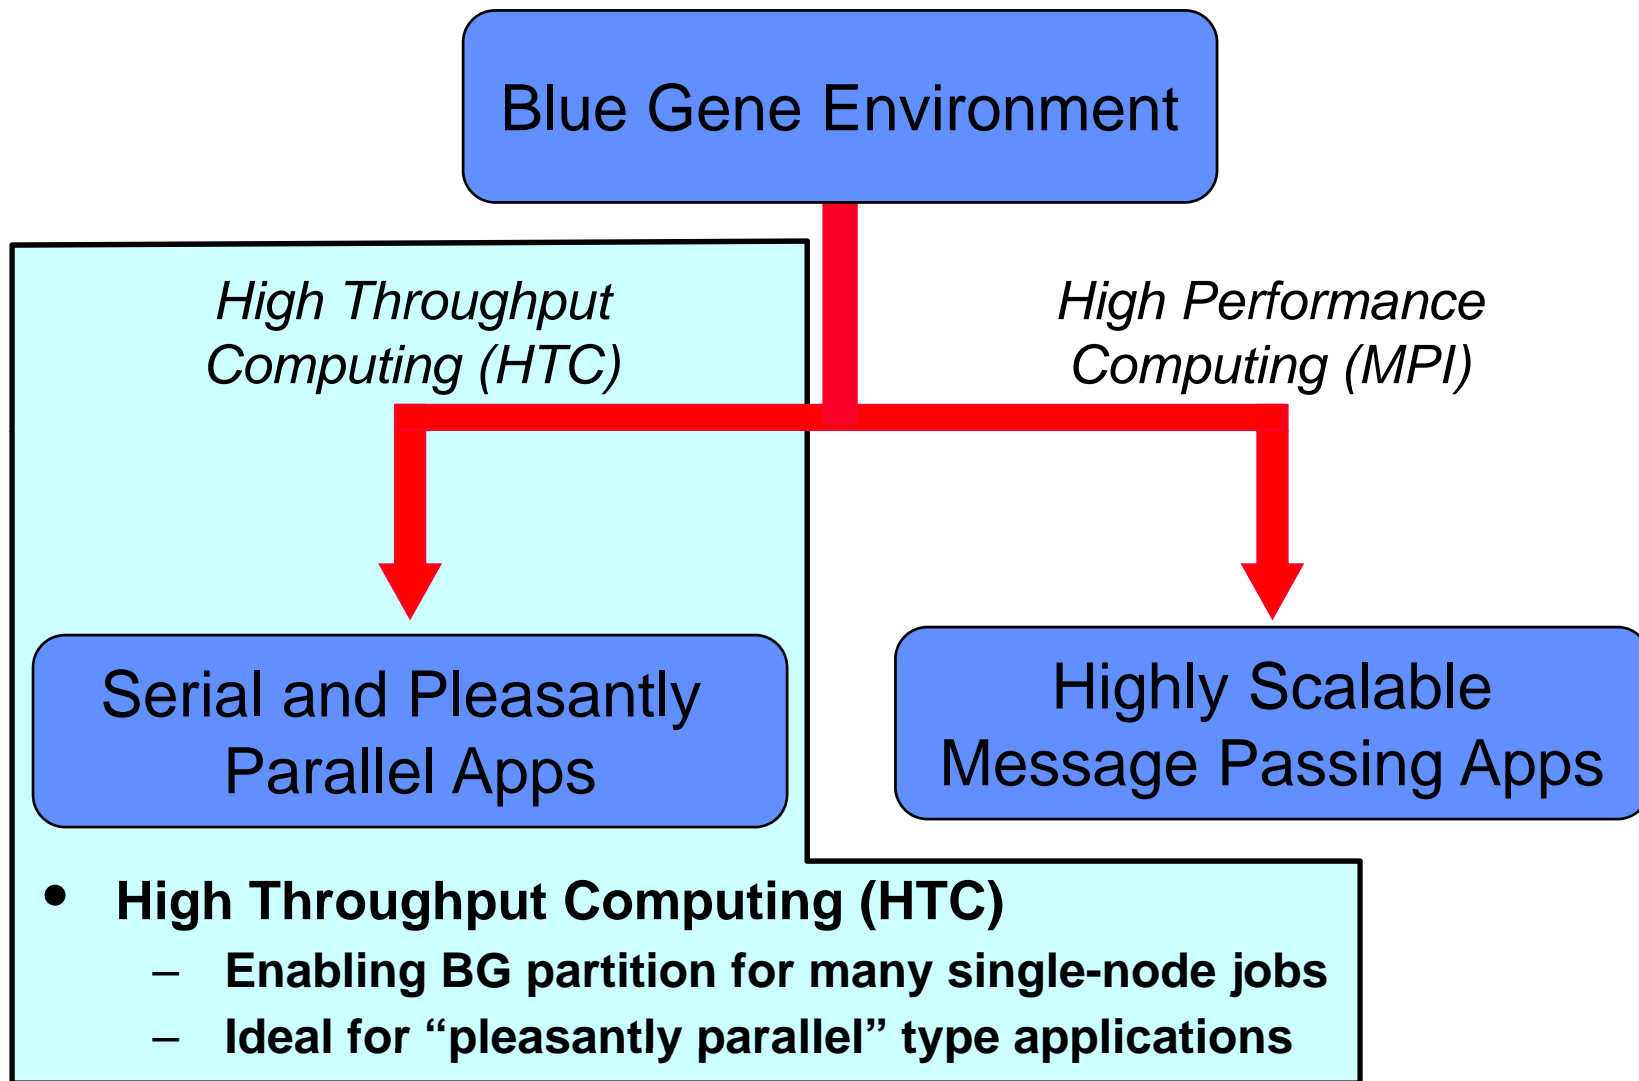 Blue Gene Environment
High Throughput
Computing (HTC)
High Performance
Computing (MPI)
Serial and Pleasantly
Parallel Apps
Highly Scalable
Message Passing Apps
• High Throughput Computing (HTC)
– Enabling BG partition for many single-node jobs
– Ideal for “pleasantly parallel” type applications